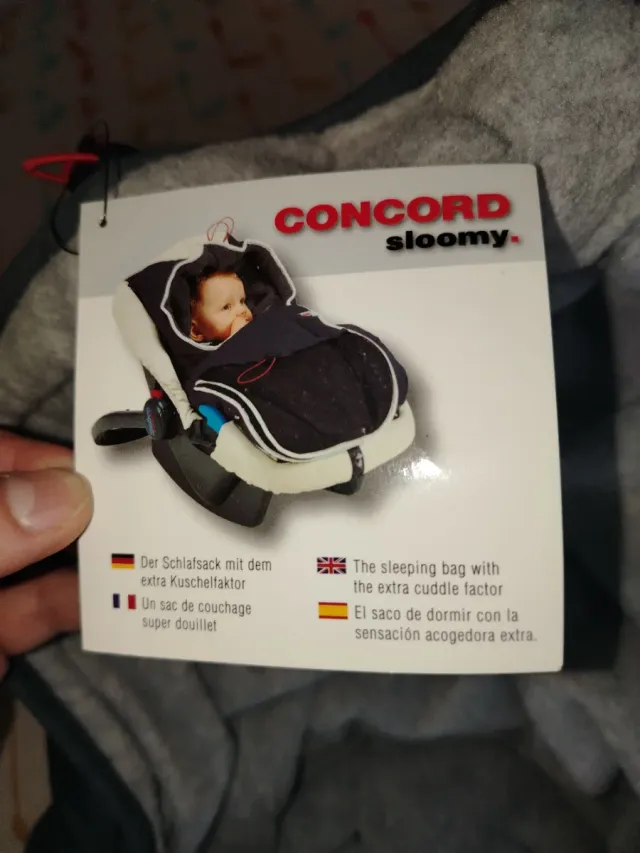 CONCORD
sloomy.
Der Schlafsack mit dem
extra Kuschelfaktor
Un sac de couchage
super douillet
The sleeping bag with
the extra cuddle factor
El saco de dormir con la
sensación acogedora extra.